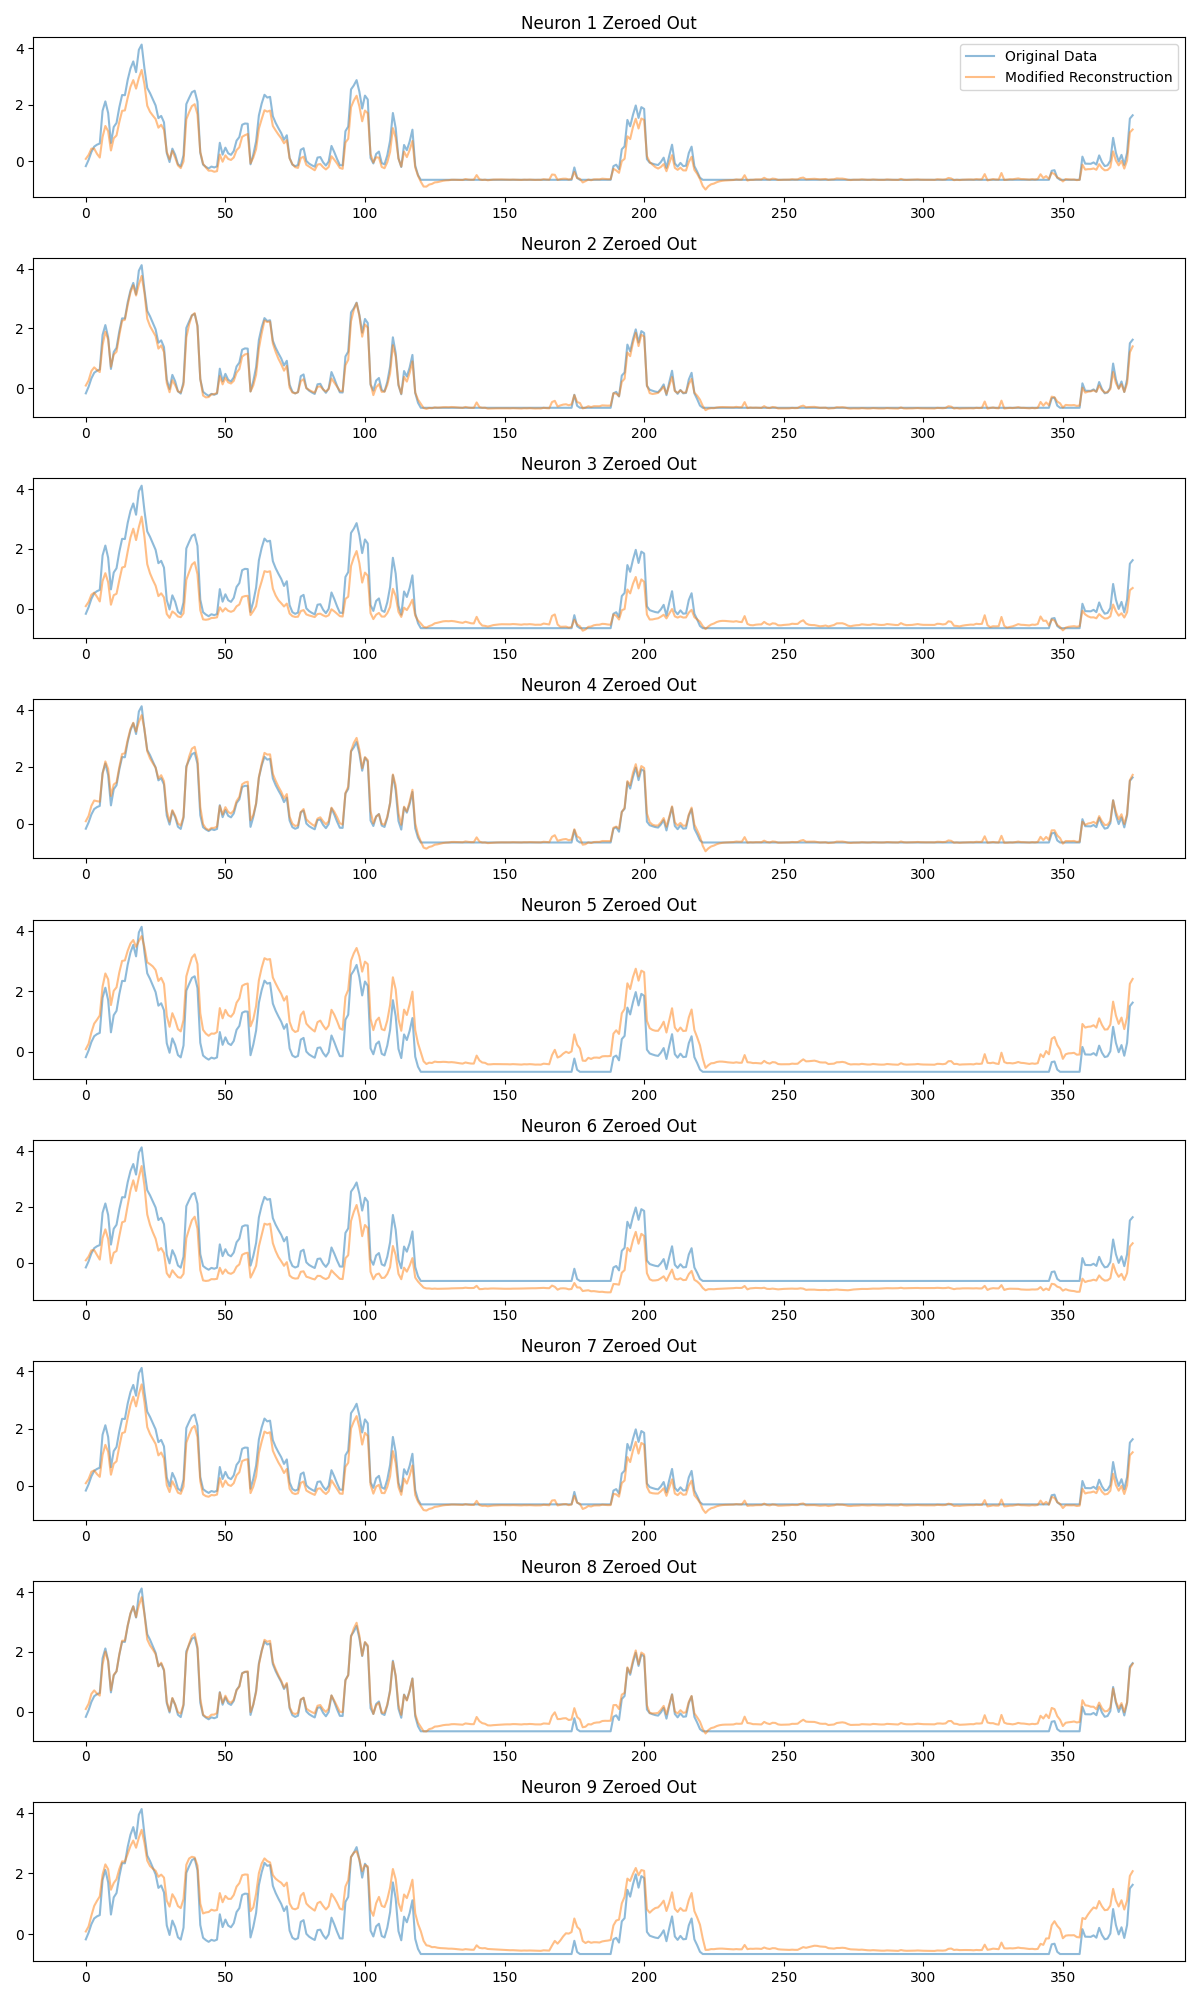 Neuron 1 Zeroed Out
4
2
0
Original Data
Modified Reconstruction
0 50 100 150 200 250 300 350
Neuron 2 Zeroed Out
4
2
0
0 50 100 150 200 250 300 350
Neuron 3 Zeroed Out
4
2
0
0 50 100 150 200 250 300 350
Neuron 4 Zeroed Out
4
2
0
0 50 100 150 200 250 300 350
Neuron 5 Zeroed Out
4
2
0
0 50 100 150 200 250 300 350
Neuron 6 Zeroed Out
4
2
0
0 50 100 150 200 250 300 350
Neuron 7 Zeroed Out
4
2
0
0 50 100 150 200 250 300 350
Neuron 8 Zeroed Out
4
2
0
0 50 100 150 200 250 300 350
Neuron 9 Zeroed Out
4
2
0
0 50 100 150 200 250 300 350